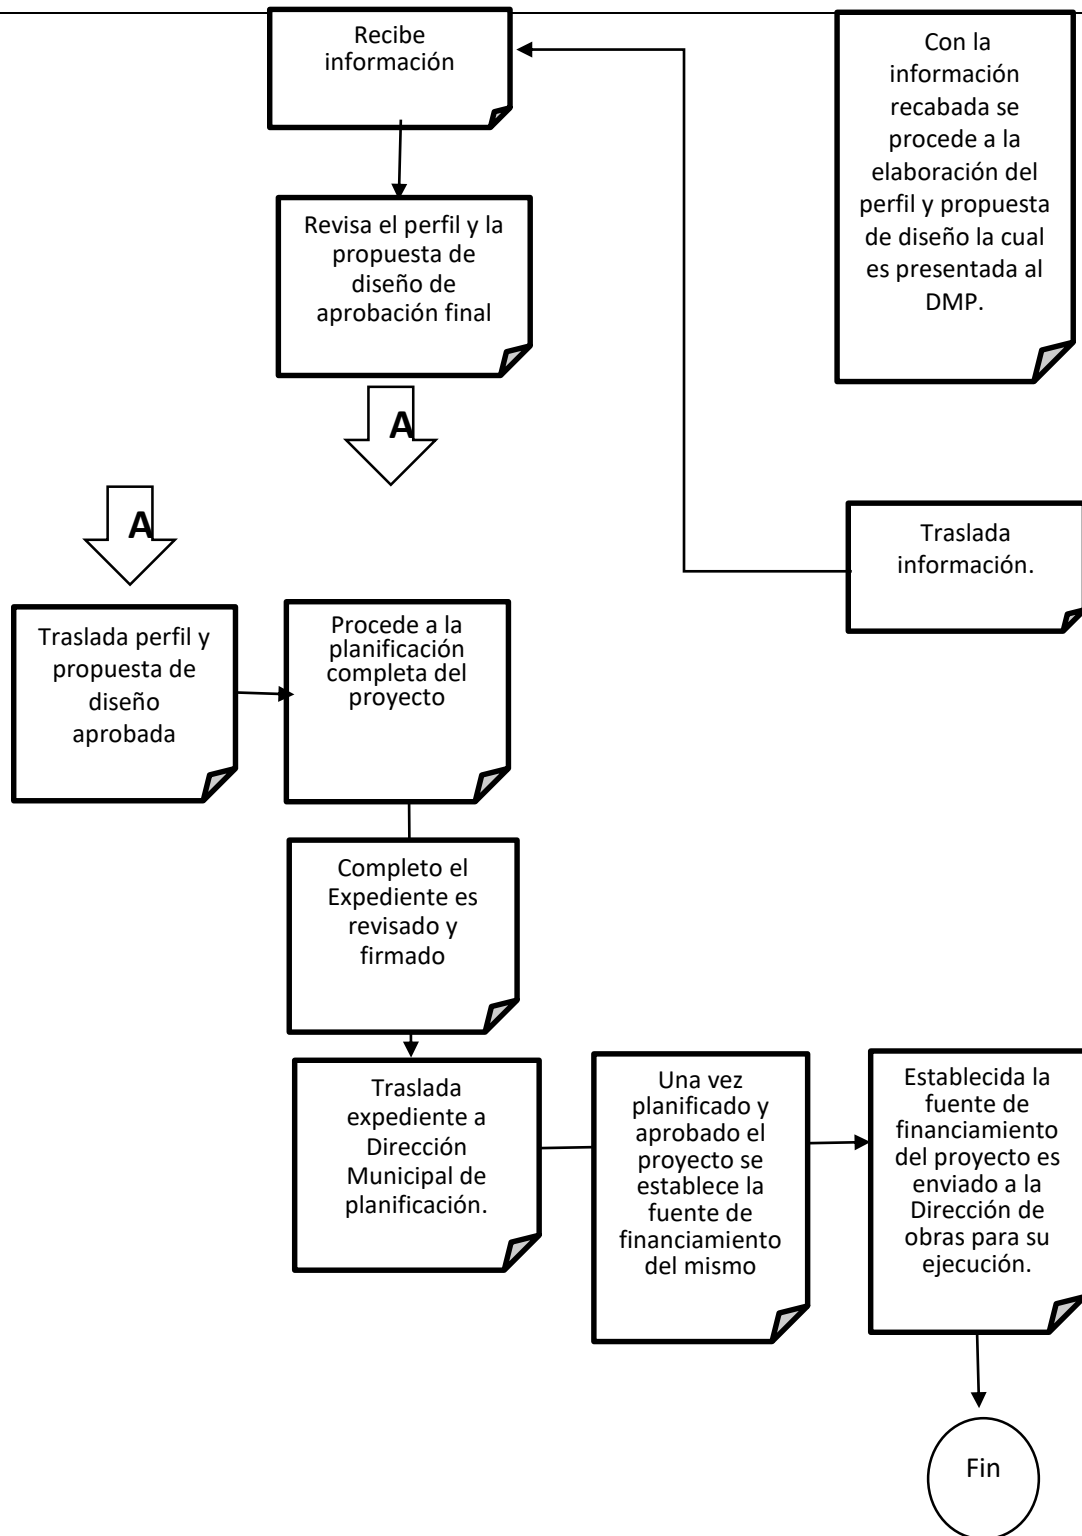 Recibe
información
Con la
información
recabada se
procede a la
elaboración del
perfil y propuesta
de diseño la cual
es presentada al
DMP.
Revisa el perfil y la
propuesta de
diseño de
aprobación final
A
A
Traslada
información.
Traslada perfil y
propuesta de
diseño
aprobada
Procede a la
planificación
completa del
proyecto
Completo el
Expediente es
revisado y
firmado
Traslada
expediente a
Dirección
Municipal de
planificación.
Una vez
planificado y
aprobado el
proyecto se
establece la
fuente de
financiamiento
del mismo
Establecida la
fuente de
financiamiento
del proyecto es
enviado a la
Dirección de
obras para su
ejecución.
Fin